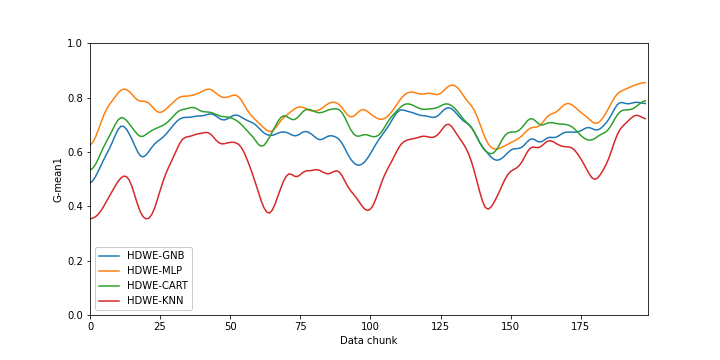 1.0
0.8
0.6
0.4
0.2
0.0
G-mean1
HDWE-GNB
HDWE-MLP
HDWE-CART
HDWE-KNN
0 25 50 75 100 125 150 175
Data chunk